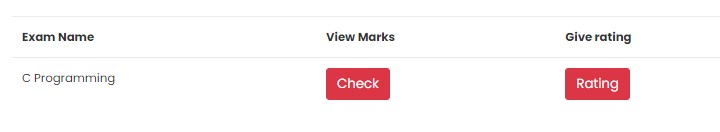 Exam Name View Marks Give rating
C Programming Check Rating